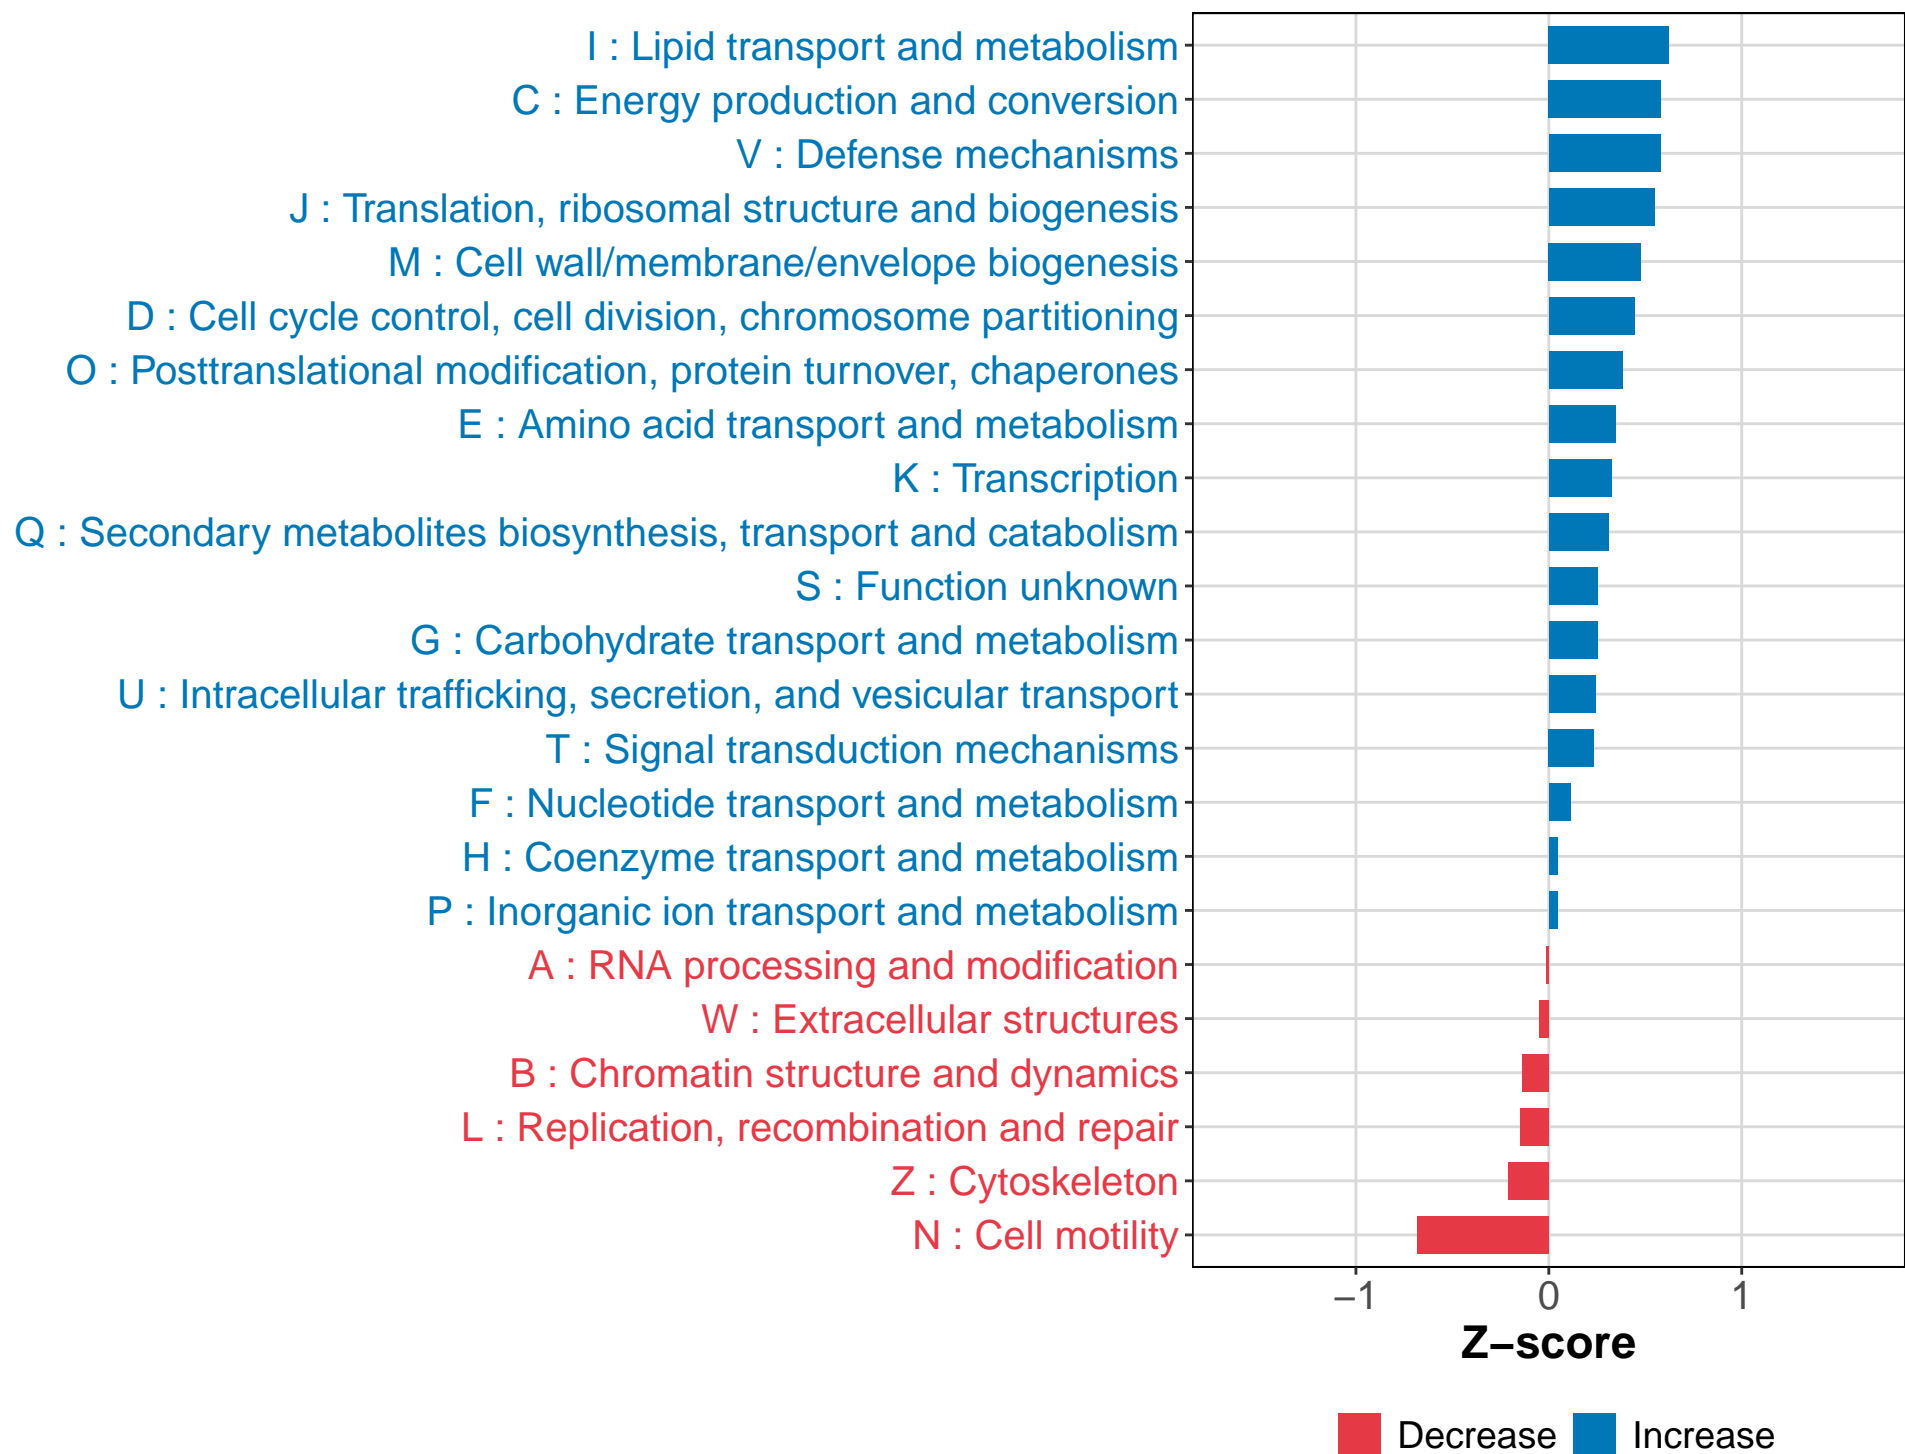 I : Lipid transport and metabolism
C : Energy production and conversion
V : Defense mechanisms
J : Translation, ribosomal structure and biogenesis
M : Cell wall/membrane/envelope biogenesis
D : Cell cycle control, cell division, chromosome partitioning
O : Posttranslational modification, protein turnover, chaperones
E : Amino acid transport and metabolism
K : Transcription
Q : Secondary metabolites biosynthesis, transport and catabolism
S : Function unknown
G : Carbohydrate transport and metabolism
U : Intracellular trafficking, secretion, and vesicular transport
T : Signal transduction mechanisms
F : Nucleotide transport and metabolism
H : Coenzyme transport and metabolism
P : Inorganic ion transport and metabolism
A : RNA processing and modification
W : Extracellular structures
B : Chromatin structure and dynamics
L : Replication, recombination and repair
Z : Cytoskeleton
N : Cell motility
−1 0 1
Z−score
Decrease Increase